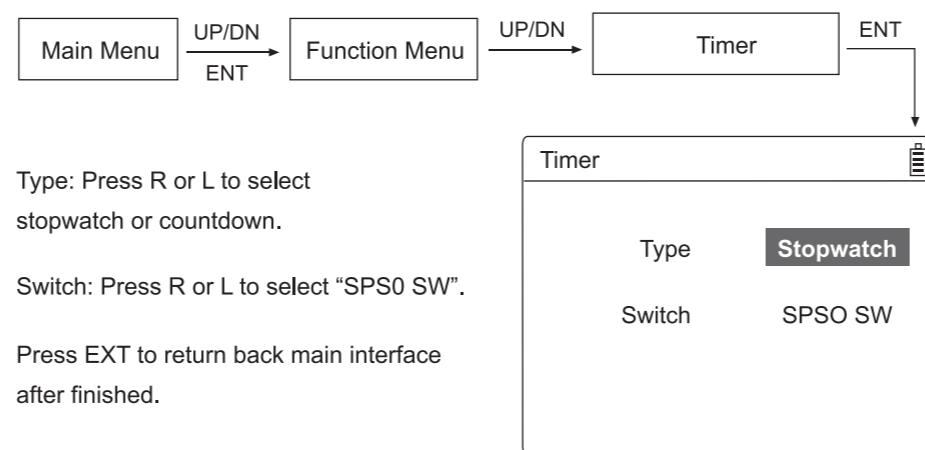 Main Menu
UP/DN
ENT
Function Menu
UP/DN
Timer
ENT
Type: Press R or L to select
stopwatch or countdown.
Switch: Press R or L to select “SPS0 SW”.
Press EXT to return back main interface
after finished.
Timer
Type Stopwatch
Switch SPSO SW